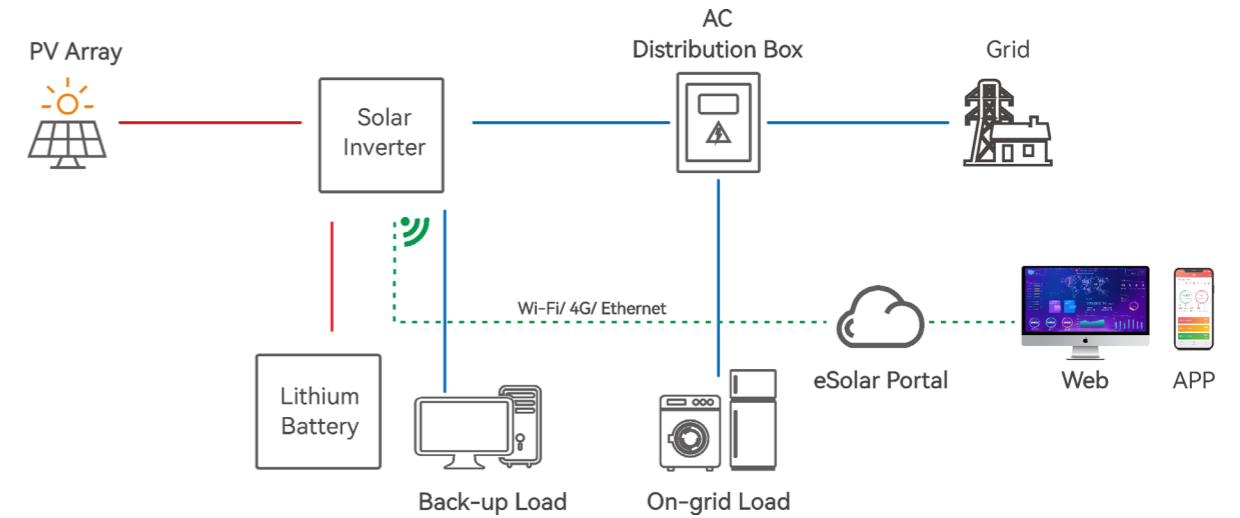 AC
Distribution Box
PV Array
Grid
Solar
Inverter
Wi-Fi/ 4G/ Ethernet
eSolar Portal
Web
APP
Lithium
Battery
Back-up Load
On-grid Load